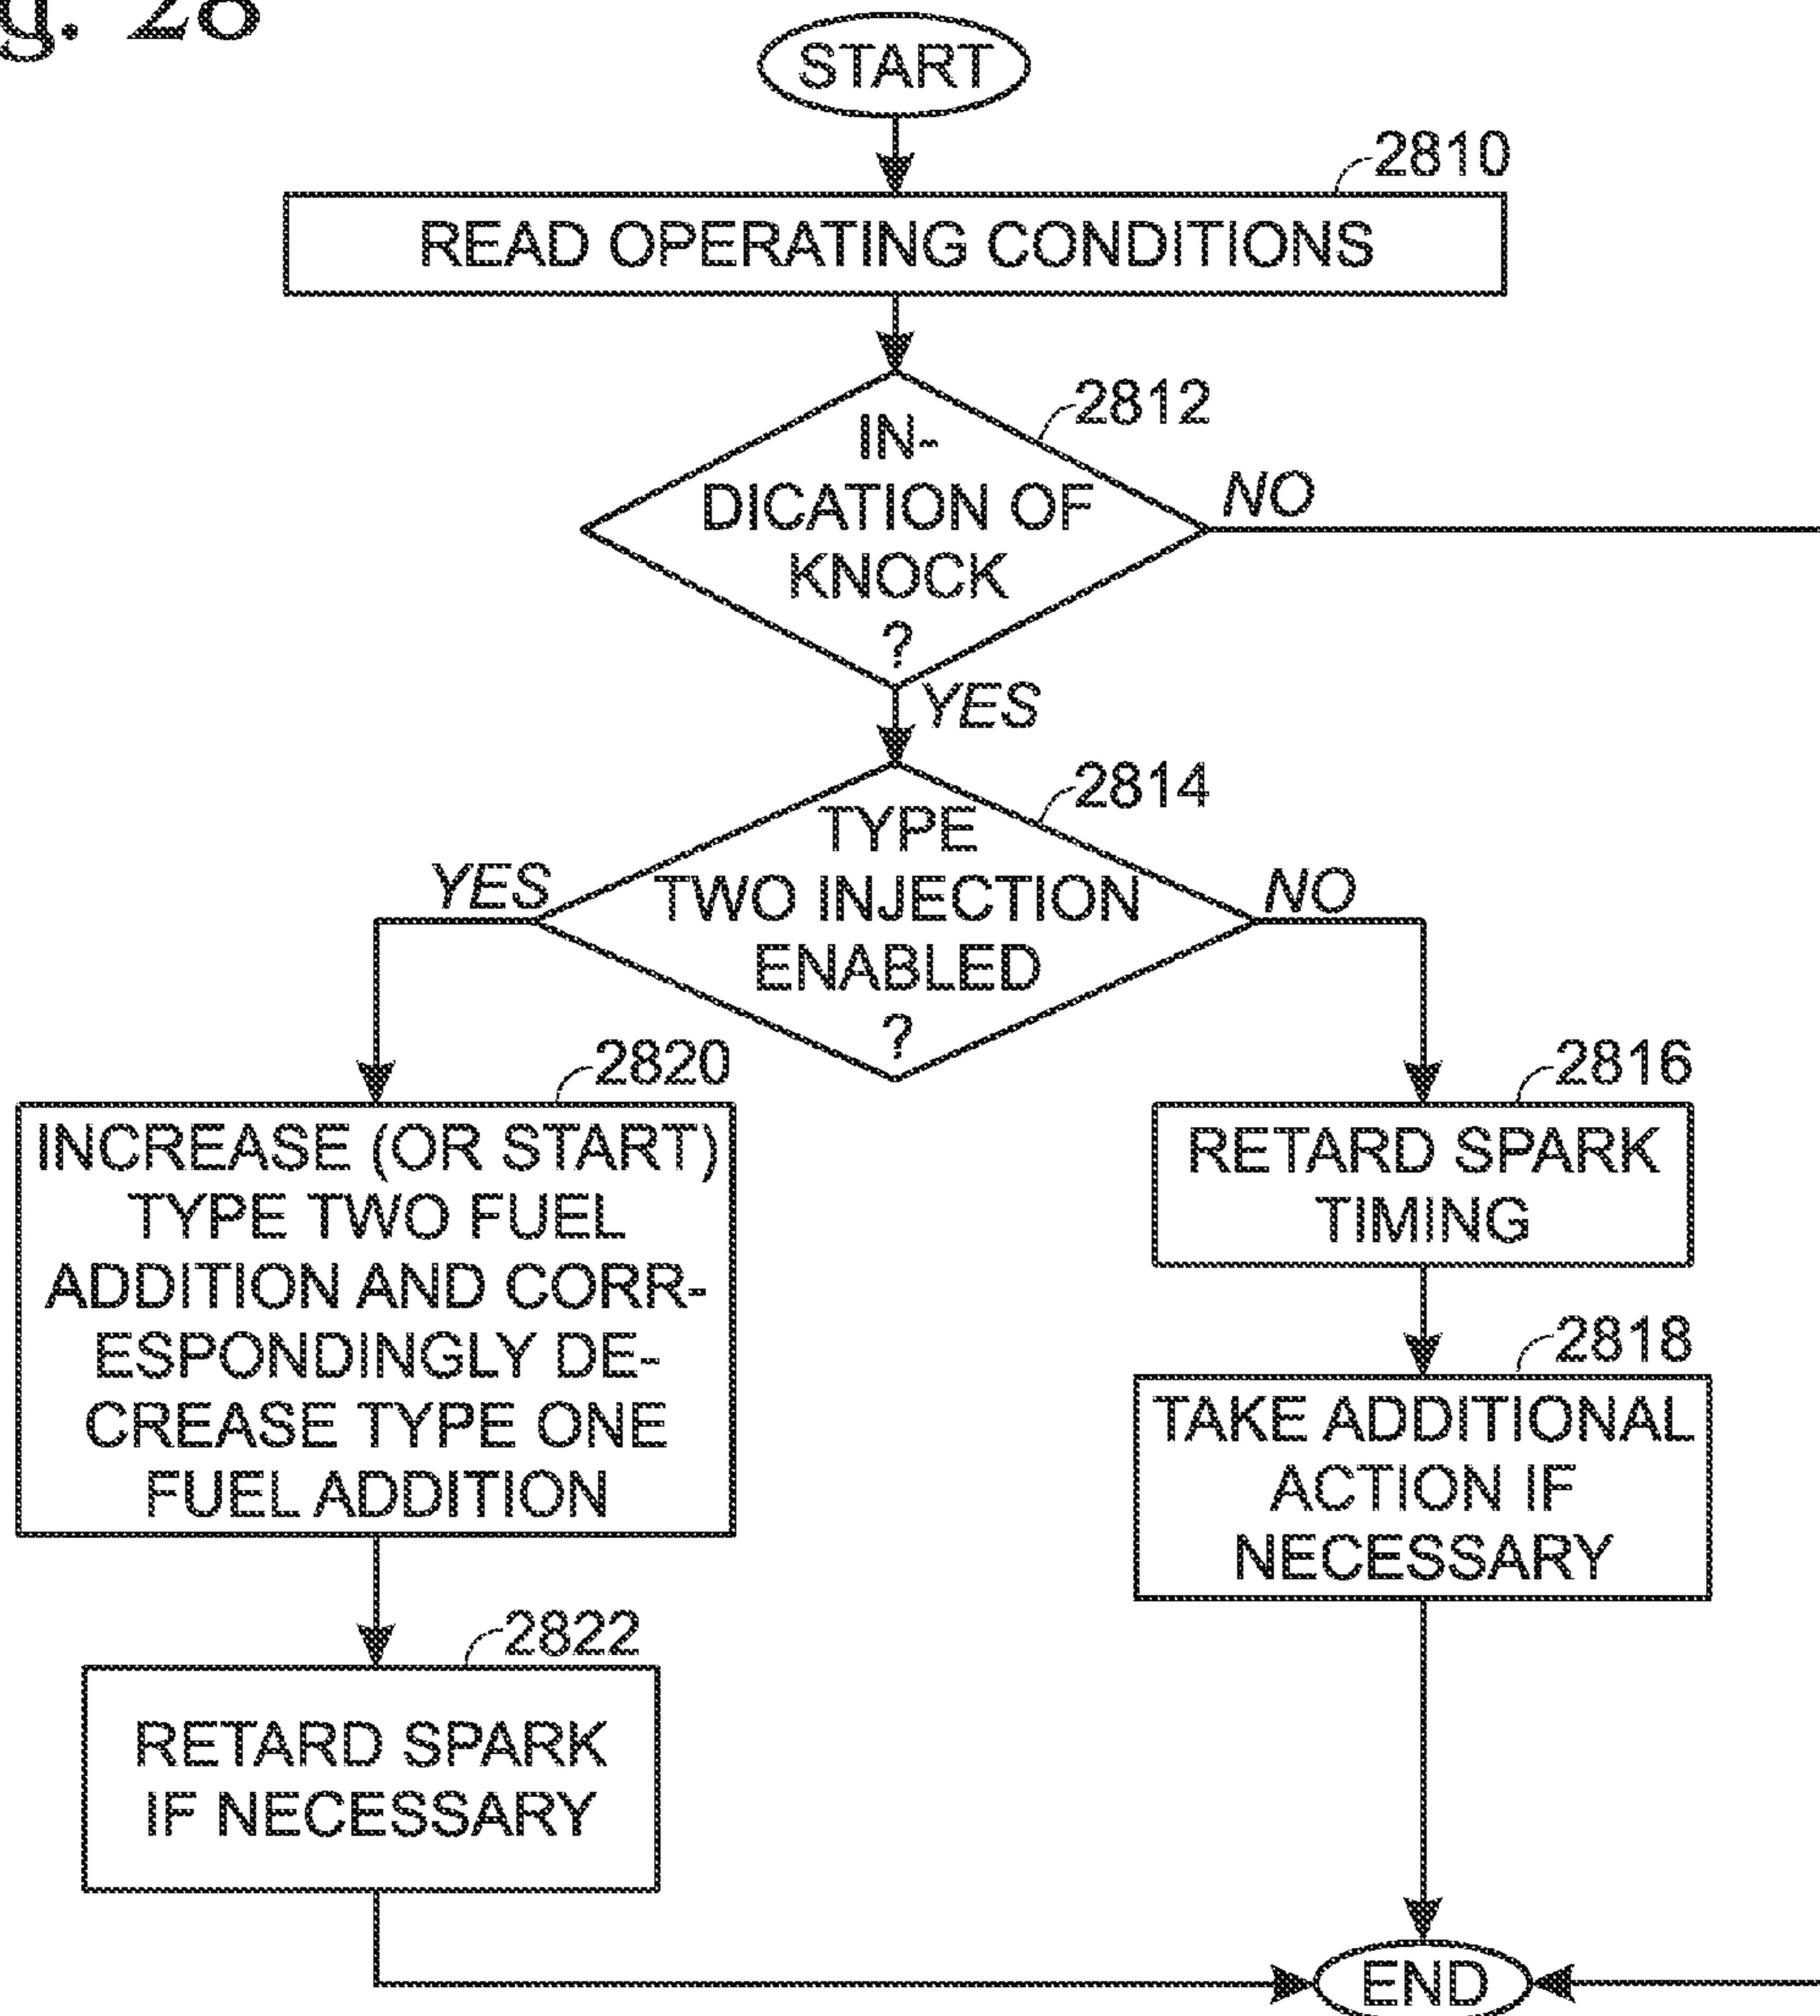 g. 28
START
2810
READ OPERATING CONDITIONS
2812
IN-
DICATION OF
KNOCK
?
NO
YES
2814
TYPE
TWO INJECTION
ENABLED
?
YES
NO
2820
INCREASE (OR START)
TYPE TWO FUEL
ADDITION AND CORR-
ESPONDINGLY DE-
CREASE TYPE ONE
FUEL ADDITION
2816
RETARD SPARK
TIMING
2818
TAKE ADDITIONAL
ACTION IF
NECESSARY
2822
RETARD SPARK
IF NECESSARY
END